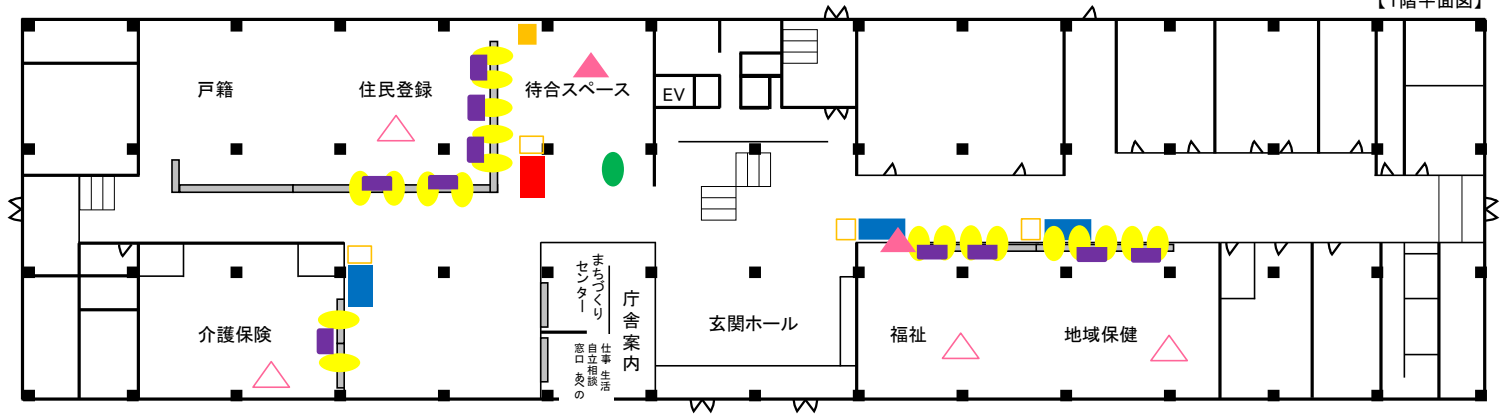 【1階平面図】
戸籍
住民登録
待合スペース
EV
まちづくり
センター
庁舎案内
仕事 生活
自立相談
窓口 あべの
介護保険
玄関ホール
福祉
地域保健